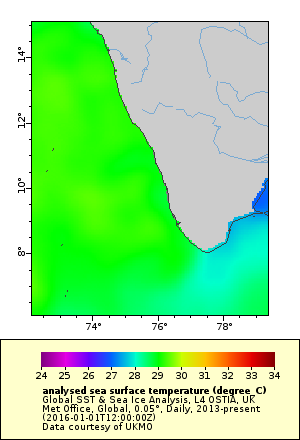 14°
12°
10°
8°
74°
76°
78°
24 25 26 27 28 29 30 31 32 33 34
analysed sea surface temperature (degree_C)
Global SST & Sea Ice Analysis, L4 OSTIA, UK
Met Office, Global, 0.05°, Daily, 2013-present
(2016-01-01T12:00:00Z)
Data courtesy of UKMO